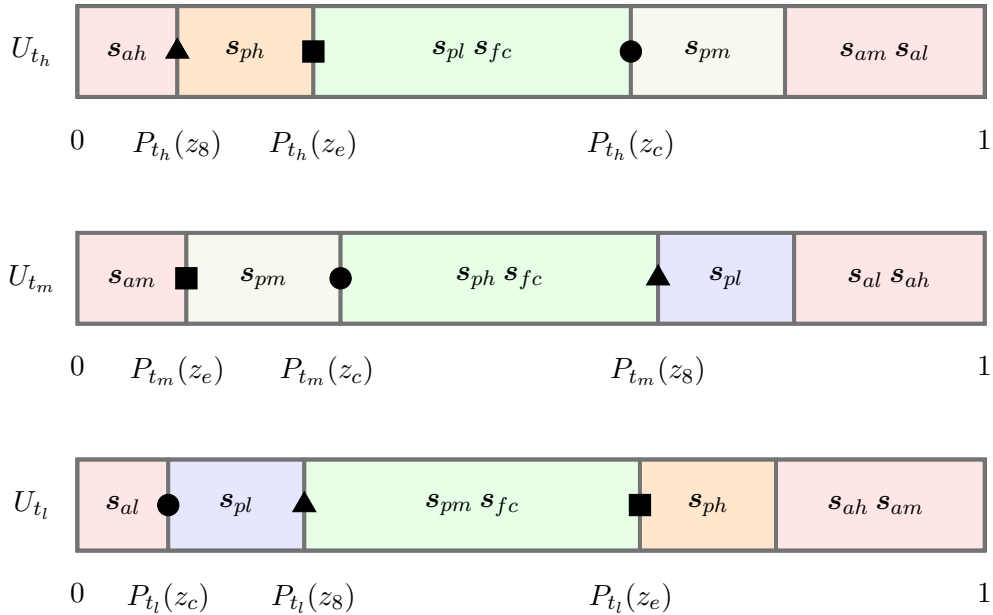 U_{t_h} s_{ah} s_{ph} s_{pl} s_{fc} s_{pm} s_{am} s_{al}
0 P_{t_h}(z_8) P_{t_h}(z_e) P_{t_h}(z_c) 1
U_{t_m} s_{am} s_{pm} s_{ph} s_{fc} s_{pl} s_{al} s_{ah}
0 P_{t_m}(z_e) P_{t_m}(z_c) P_{t_m}(z_8) 1
U_{t_l} s_{al} s_{pl} s_{pm} s_{fc} s_{ph} s_{ah} s_{am}
0 P_{t_l}(z_c) P_{t_l}(z_8) P_{t_l}(z_e) 1